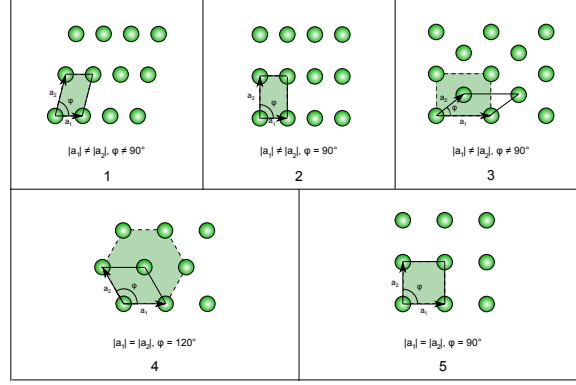 a₂
φ
a₁
|a₁| ≠ |a₂|, φ ≠ 90°
1
a₂
φ
a₁
|a₁| ≠ |a₂|, φ = 90°
2
a₂
φ
a₁
|a₁| ≠ |a₂|, φ ≠ 90°
3
a₂
φ
a₁
|a₁| = |a₂|, φ = 120°
4
a₂
φ
a₁
|a₁| = |a₂|, φ = 90°
5